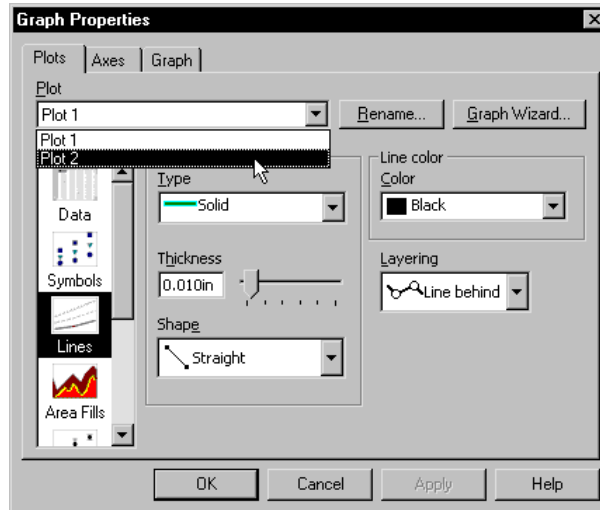 Graph Properties
Plots Axes Graph
Plot
Plot 1
Rename... Graph Wizard...
Plot 1
Plot 2
Line color
Type
Color
Solid
Black
Data
Thickness
Layering
Symbols
0.010in
Line behind
Shape
Lines
Straight
Area Fills
OK Cancel Apply Help